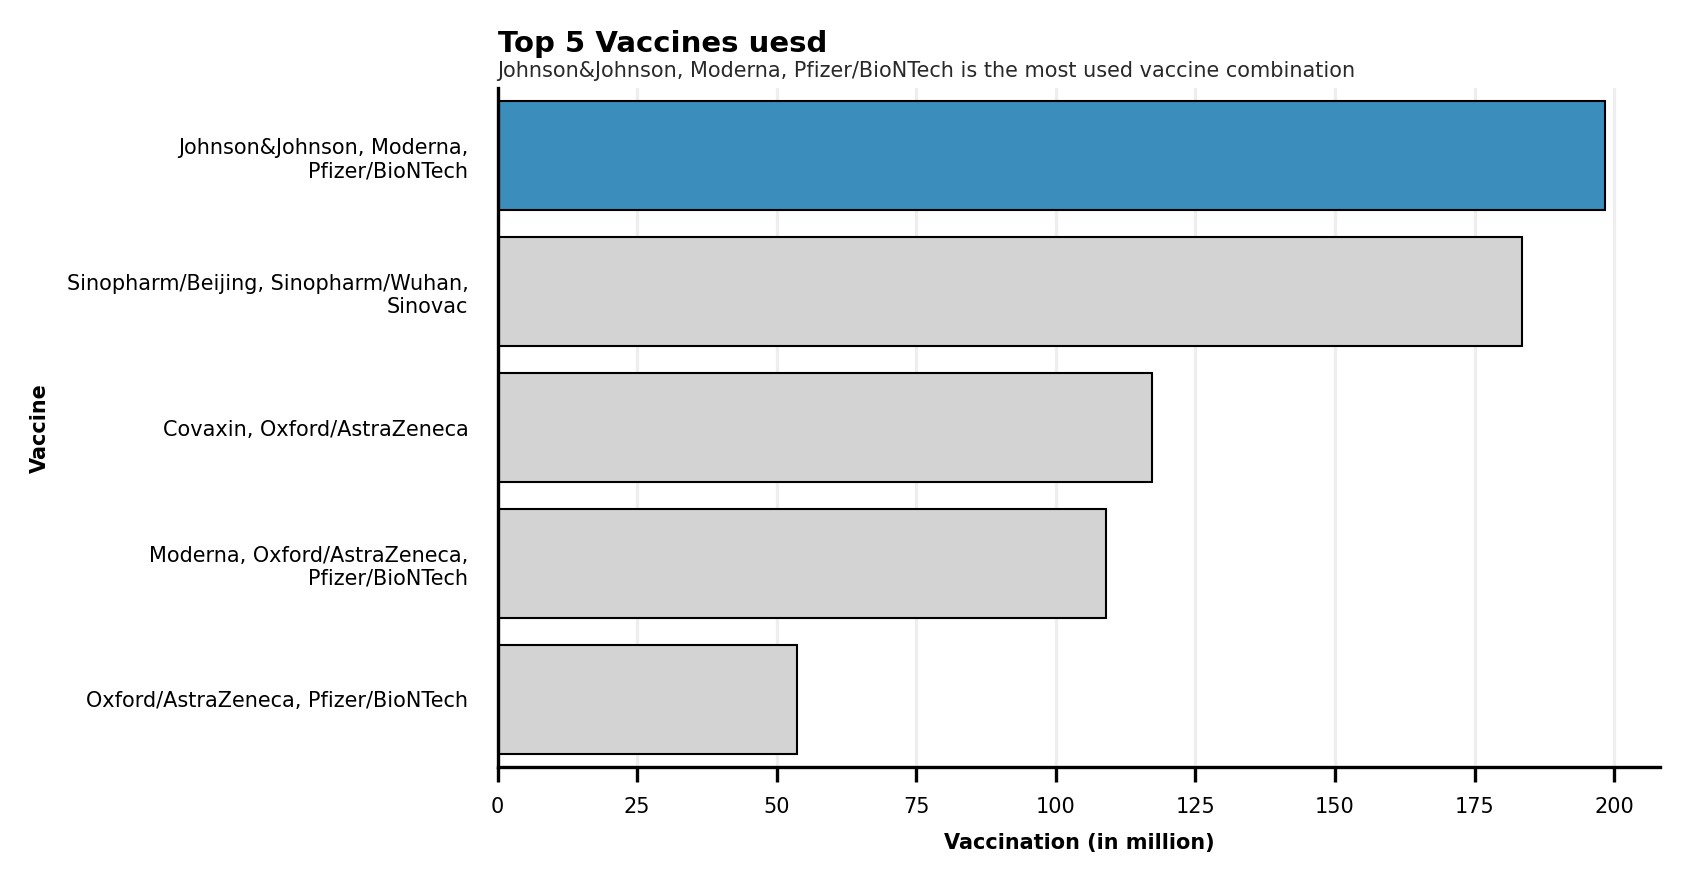 Top 5 Vaccines uesd
Johnson&Johnson, Moderna, Pfizer/BioNTech is the most used vaccine combination
Johnson&Johnson, Moderna,
Pfizer/BioNTech
Sinopharm/Beijing, Sinopharm/Wuhan,
Sinovac
Covaxin, Oxford/AstraZeneca
Moderna, Oxford/AstraZeneca,
Pfizer/BioNTech
Oxford/AstraZeneca, Pfizer/BioNTech
Vaccine
0 25 50 75 100 125 150 175 200
Vaccination (in million)